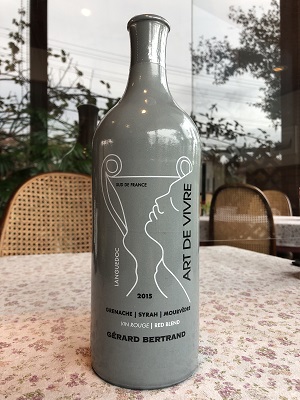 SUD DE FRANCE
LANGUEDOC
ART DE VIVRE
2015
GRENACHE | SYRAH | MOURVÈDRE
VIN ROUGE | RED BLEND
GÉRARD BERTRAND